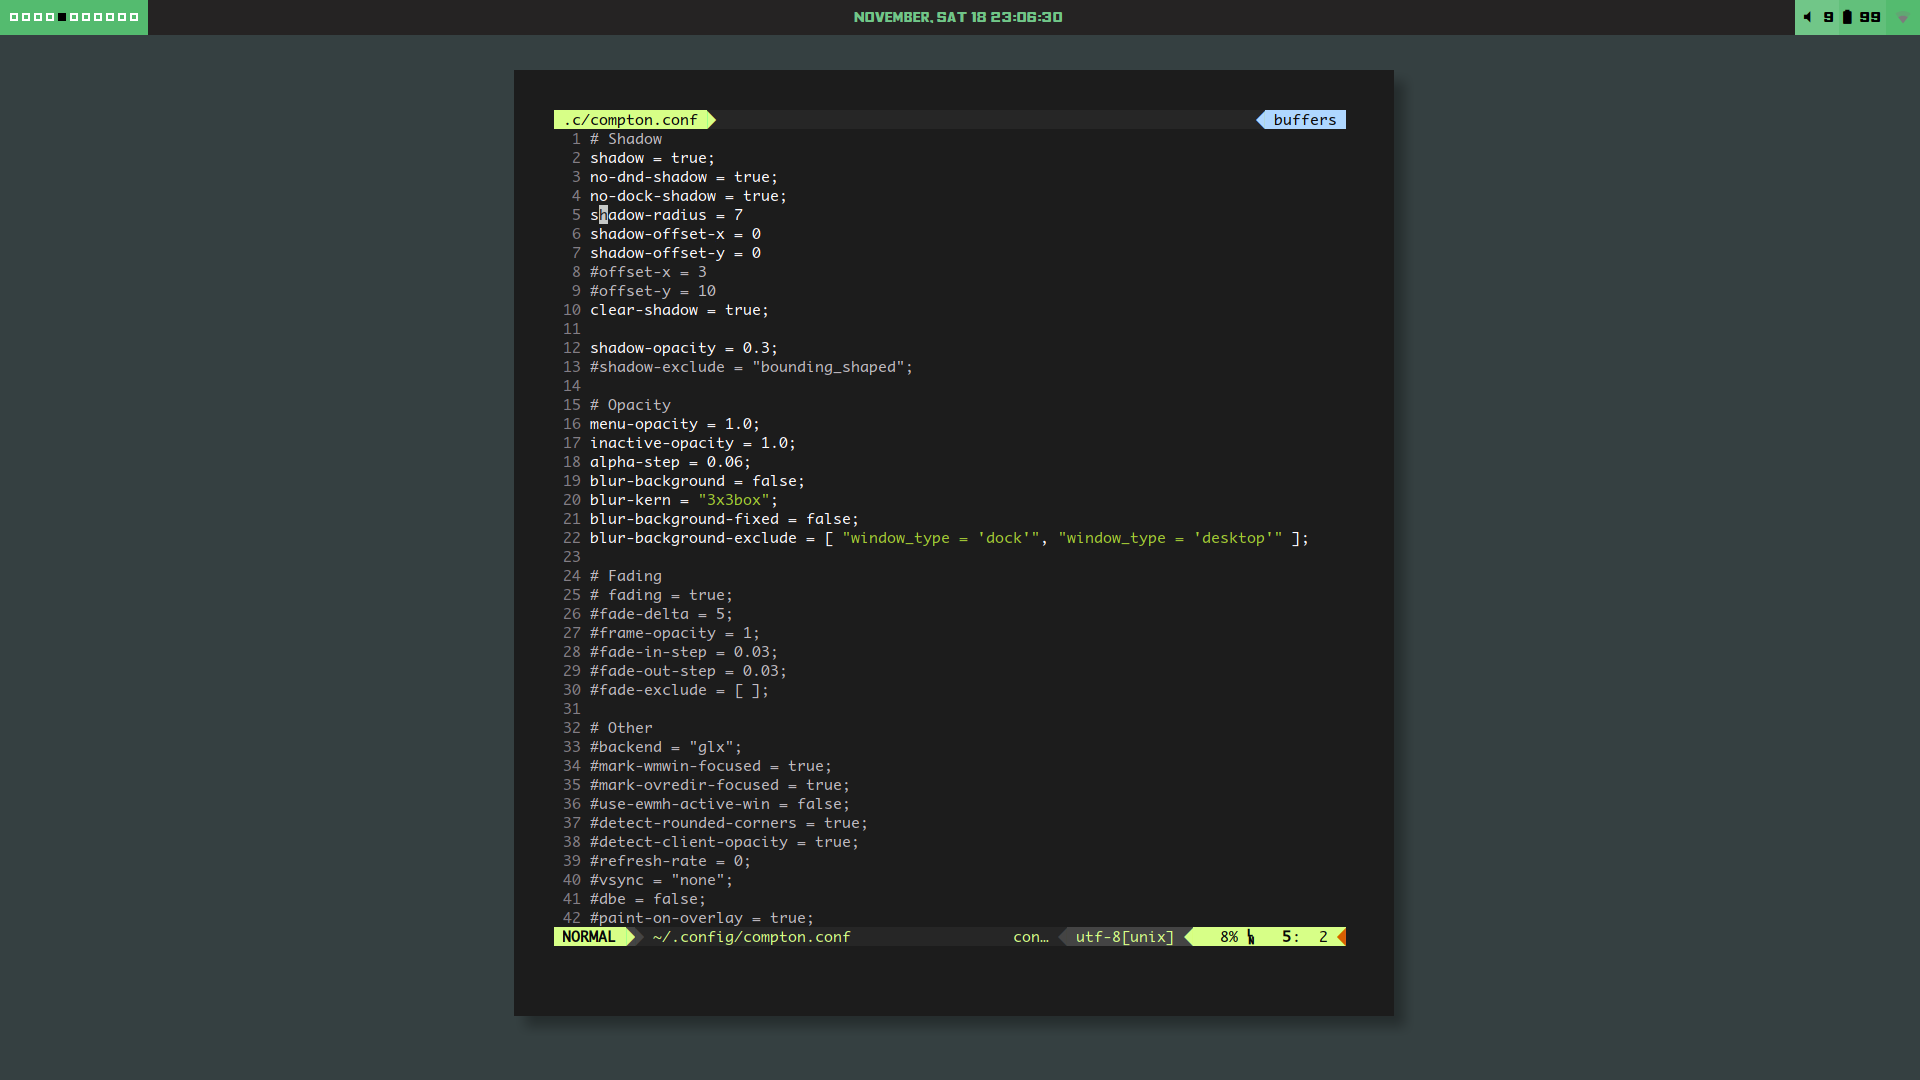 NOVEMBER, SAT 18 23:06:30
9 99
.c/compton.conf buffers
1 # Shadow
2 shadow = true;
3 no-dnd-shadow = true;
4 no-dock-shadow = true;
5 shadow-radius = 7
6 shadow-offset-x = 0
7 shadow-offset-y = 0
8 #offset-x = 3
9 #offset-y = 10
10 clear-shadow = true;
11
12 shadow-opacity = 0.3;
13 #shadow-exclude = "bounding_shaped";
14
15 # Opacity
16 menu-opacity = 1.0;
17 inactive-opacity = 1.0;
18 alpha-step = 0.06;
19 blur-background = false;
20 blur-kern = "3x3box";
21 blur-background-fixed = false;
22 blur-background-exclude = [ "window_type = 'dock'", "window_type = 'desktop'" ];
23
24 # Fading
25 # fading = true;
26 #fade-delta = 5;
27 #frame-opacity = 1;
28 #fade-in-step = 0.03;
29 #fade-out-step = 0.03;
30 #fade-exclude = [ ];
31
32 # Other
33 #backend = "glx";
34 #mark-wmwin-focused = true;
35 #mark-ovredir-focused = true;
36 #use-ewmh-active-win = false;
37 #detect-rounded-corners = true;
38 #detect-client-opacity = true;
39 #refresh-rate = 0;
40 #vsync = "none";
41 #dbe = false;
42 #paint-on-overlay = true;
NORMAL ~/.config/compton.conf con… utf-8[unix] 8% 5: 2